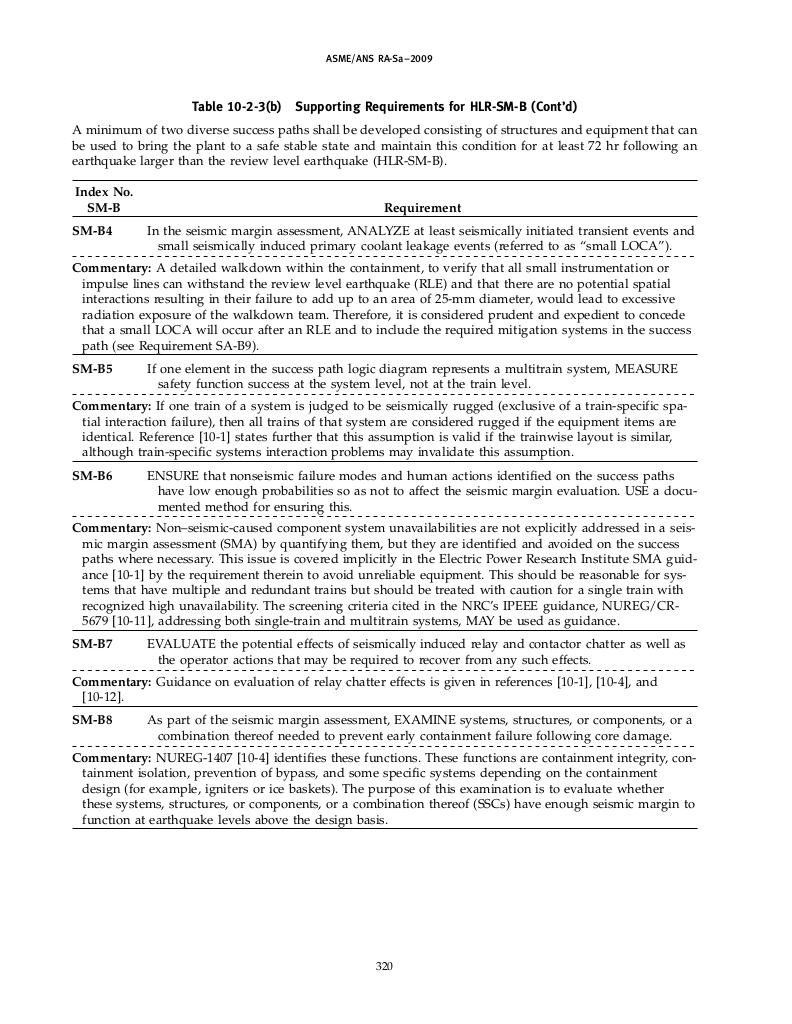 ASME/ANS RA-Sa–2009
Table 10-2-3(b) Supporting Requirements for HLR-SM-B (Cont’d)
A minimum of two diverse success paths shall be developed consisting of structures and equipment that can
be used to bring the plant to a safe stable state and maintain this condition for at least 72 hr following an
earthquake larger than the review level earthquake (HLR-SM-B).
Index No.
SM-B Requirement
SM-B4 In the seismic margin assessment, ANALYZE at least seismically initiated transient events and
small seismically induced primary coolant leakage events (referred to as “small LOCA”).
Commentary: A detailed walkdown within the containment, to verify that all small instrumentation or
impulse lines can withstand the review level earthquake (RLE) and that there are no potential spatial
interactions resulting in their failure to add up to an area of 25-mm diameter, would lead to excessive
radiation exposure of the walkdown team. Therefore, it is considered prudent and expedient to concede
that a small LOCA will occur after an RLE and to include the required mitigation systems in the success
path (see Requirement SA-B9).
SM-B5 If one element in the success path logic diagram represents a multitrain system, MEASURE
safety function success at the system level, not at the train level.
Commentary: If one train of a system is judged to be seismically rugged (exclusive of a train-specific spa-
tial interaction failure), then all trains of that system are considered rugged if the equipment items are
identical. Reference [10-1] states further that this assumption is valid if the trainwise layout is similar,
although train-specific systems interaction problems may invalidate this assumption.
SM-B6 ENSURE that nonseismic failure modes and human actions identified on the success paths
have low enough probabilities so as not to affect the seismic margin evaluation. USE a docu-
mented method for ensuring this.
Commentary: Non–seismic-caused component system unavailabilities are not explicitly addressed in a seis-
mic margin assessment (SMA) by quantifying them, but they are identified and avoided on the success
paths where necessary. This issue is covered implicitly in the Electric Power Research Institute SMA guid-
ance [10-1] by the requirement therein to avoid unreliable equipment. This should be reasonable for sys-
tems that have multiple and redundant trains but should be treated with caution for a single train with
recognized high unavailability. The screening criteria cited in the NRC’s IPEEE guidance, NUREG/CR-
5679 [10-11], addressing both single-train and multitrain systems, MAY be used as guidance.
SM-B7 EVALUATE the potential effects of seismically induced relay and contactor chatter as well as
the operator actions that may be required to recover from any such effects.
Commentary: Guidance on evaluation of relay chatter effects is given in references [10-1], [10-4], and
[10-12].
SM-B8 As part of the seismic margin assessment, EXAMINE systems, structures, or components, or a
combination thereof needed to prevent early containment failure following core damage.
Commentary: NUREG-1407 [10-4] identifies these functions. These functions are containment integrity, con-
tainment isolation, prevention of bypass, and some specific systems depending on the containment
design (for example, igniters or ice baskets). The purpose of this examination is to evaluate whether
these systems, structures, or components, or a combination thereof (SSCs) have enough seismic margin to
function at earthquake levels above the design basis.
320